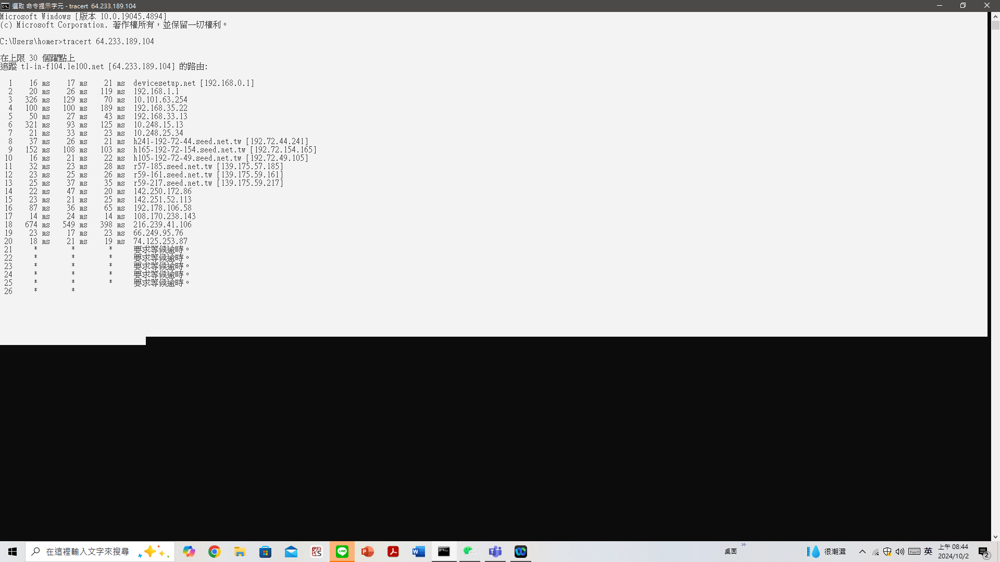 選取 命令提示字元 - tracert 64.233.189.104
Microsoft Windows [版本 10.0.19045.4894]
(c) Microsoft Corporation. 著作權所有，並保留一切權利。
C:\Users\homer>tracert 64.233.189.104
在上限 30 個躍點上
追蹤 tl-in-f104.1e100.net [64.233.189.104] 的路由:
1 16 ms 17 ms 21 ms devicesetup.net [192.168.0.1]
2 20 ms 26 ms 119 ms 192.168.1.1
3 326 ms 129 ms 70 ms 10.101.63.254
4 100 ms 100 ms 189 ms 192.168.35.22
5 50 ms 27 ms 43 ms 192.168.33.13
6 321 ms 93 ms 125 ms 10.248.15.13
7 21 ms 33 ms 23 ms 10.248.25.34
8 37 ms 26 ms 21 ms h241-192-72-44.seed.net.tw [192.72.44.241]
9 152 ms 108 ms 103 ms h165-192-72-154.seed.net.tw [192.72.154.165]
10 16 ms 21 ms 22 ms h105-192-72-49.seed.net.tw [192.72.49.105]
11 32 ms 23 ms 28 ms r57-185.seed.net.tw [139.175.57.185]
12 23 ms 25 ms 26 ms r59-161.seed.net.tw [139.175.59.161]
13 25 ms 37 ms 35 ms r59-217.seed.net.tw [139.175.59.217]
14 22 ms 47 ms 20 ms 142.250.172.86
15 23 ms 21 ms 25 ms 142.251.52.113
16 87 ms 36 ms 65 ms 192.178.106.58
17 14 ms 24 ms 14 ms 108.170.238.143
18 674 ms 549 ms 398 ms 216.239.41.106
19 23 ms 17 ms 23 ms 66.249.95.76
20 18 ms 21 ms 19 ms 74.125.253.87
21 * * * 要求等候逾時。
22 * * * 要求等候逾時。
23 * * * 要求等候逾時。
24 * * * 要求等候逾時。
25 * * * 要求等候逾時。
26 * *
在這裡輸入文字來搜尋
桌面
很潮濕
英
上午 08:44
2024/10/2
2